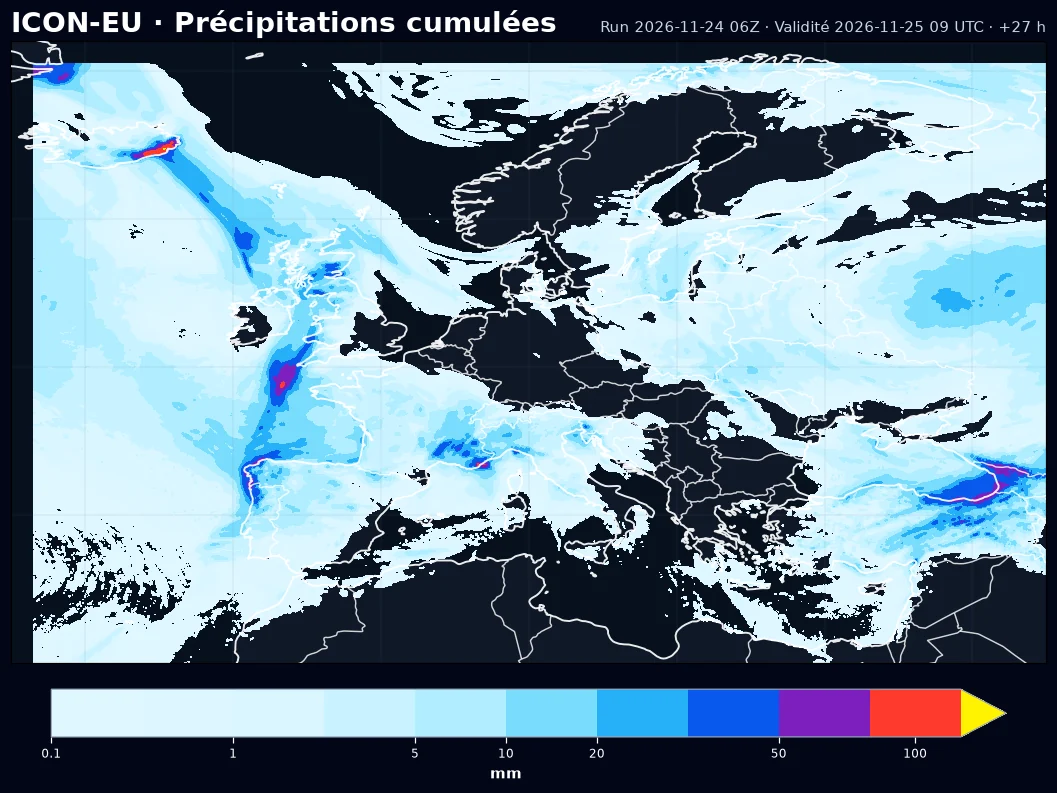 ICON-EU · Précipitations cumulées
Run 2026-11-24 06Z · Validité 2026-11-25 09 UTC · +27 h
0.1 1 5 10 20 50 100
mm